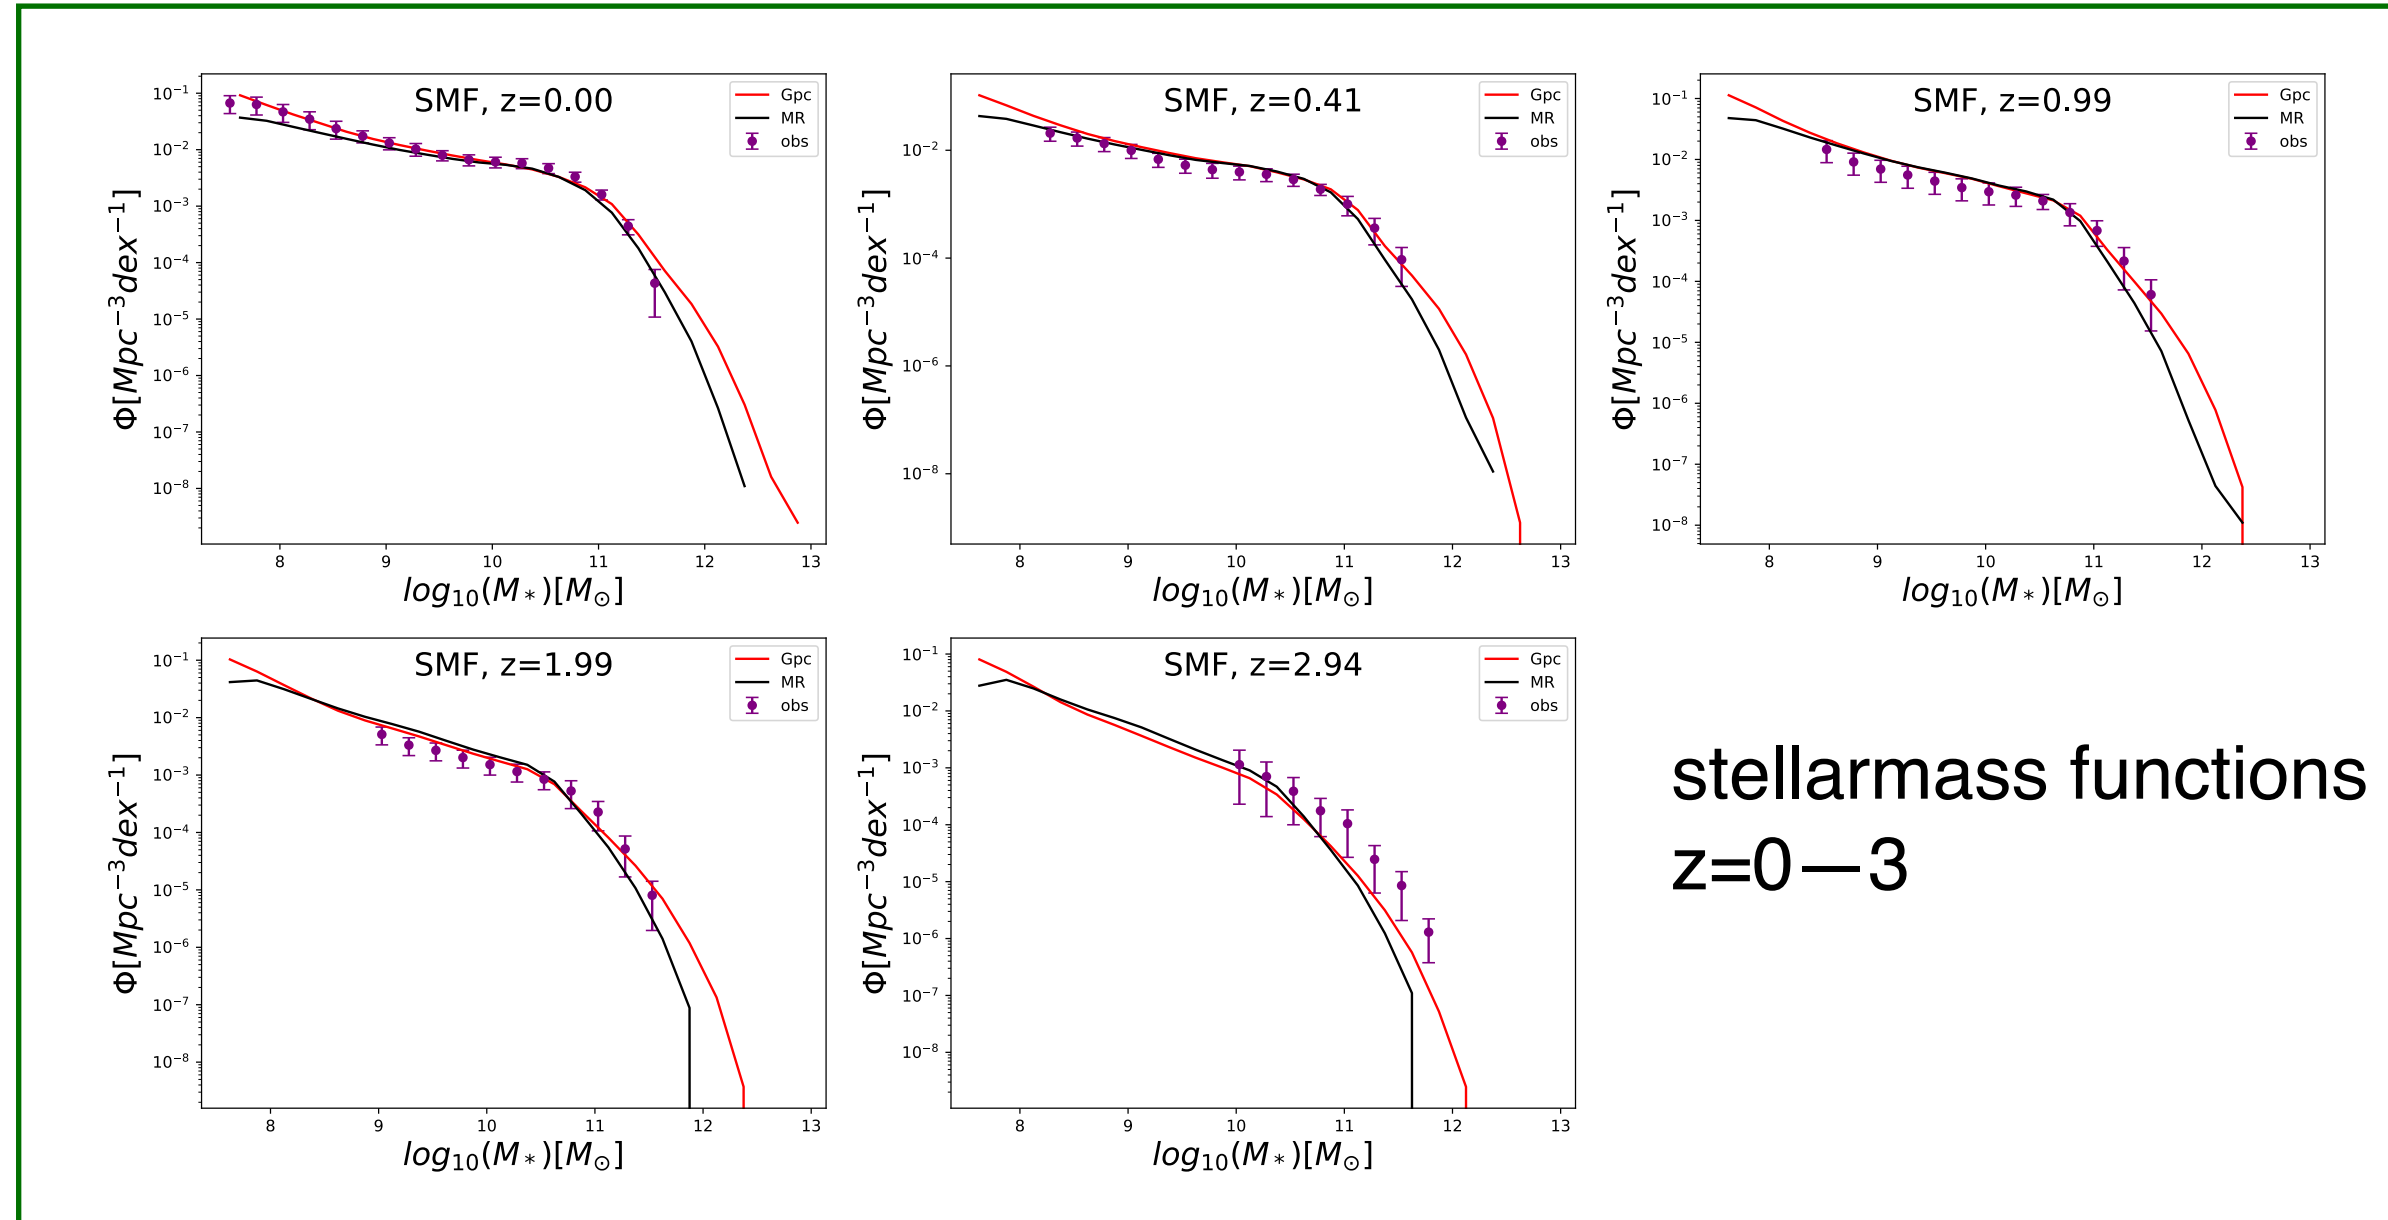 SMF, z=0.00
Gpc
MR
obs
10⁻¹
10⁻²
10⁻³
10⁻⁴
10⁻⁵
10⁻⁶
10⁻⁷
10⁻⁸
Φ[Mpc⁻³dex⁻¹]
8 9 10 11 12 13
log₁₀(M∗)[M⊙]
SMF, z=0.41
Gpc
MR
obs
10⁻²
10⁻⁴
10⁻⁶
10⁻⁸
Φ[Mpc⁻³dex⁻¹]
8 9 10 11 12 13
log₁₀(M∗)[M⊙]
SMF, z=0.99
Gpc
MR
obs
10⁻¹
10⁻²
10⁻³
10⁻⁴
10⁻⁵
10⁻⁶
10⁻⁷
10⁻⁸
Φ[Mpc⁻³dex⁻¹]
8 9 10 11 12 13
log₁₀(M∗)[M⊙]
SMF, z=1.99
Gpc
MR
obs
10⁻¹
10⁻²
10⁻³
10⁻⁴
10⁻⁵
10⁻⁶
10⁻⁷
10⁻⁸
Φ[Mpc⁻³dex⁻¹]
8 9 10 11 12 13
log₁₀(M∗)[M⊙]
SMF, z=2.94
Gpc
MR
obs
10⁻¹
10⁻²
10⁻³
10⁻⁴
10⁻⁵
10⁻⁶
10⁻⁷
10⁻⁸
Φ[Mpc⁻³dex⁻¹]
8 9 10 11 12 13
log₁₀(M∗)[M⊙]
stellarmass functions
z=0—3